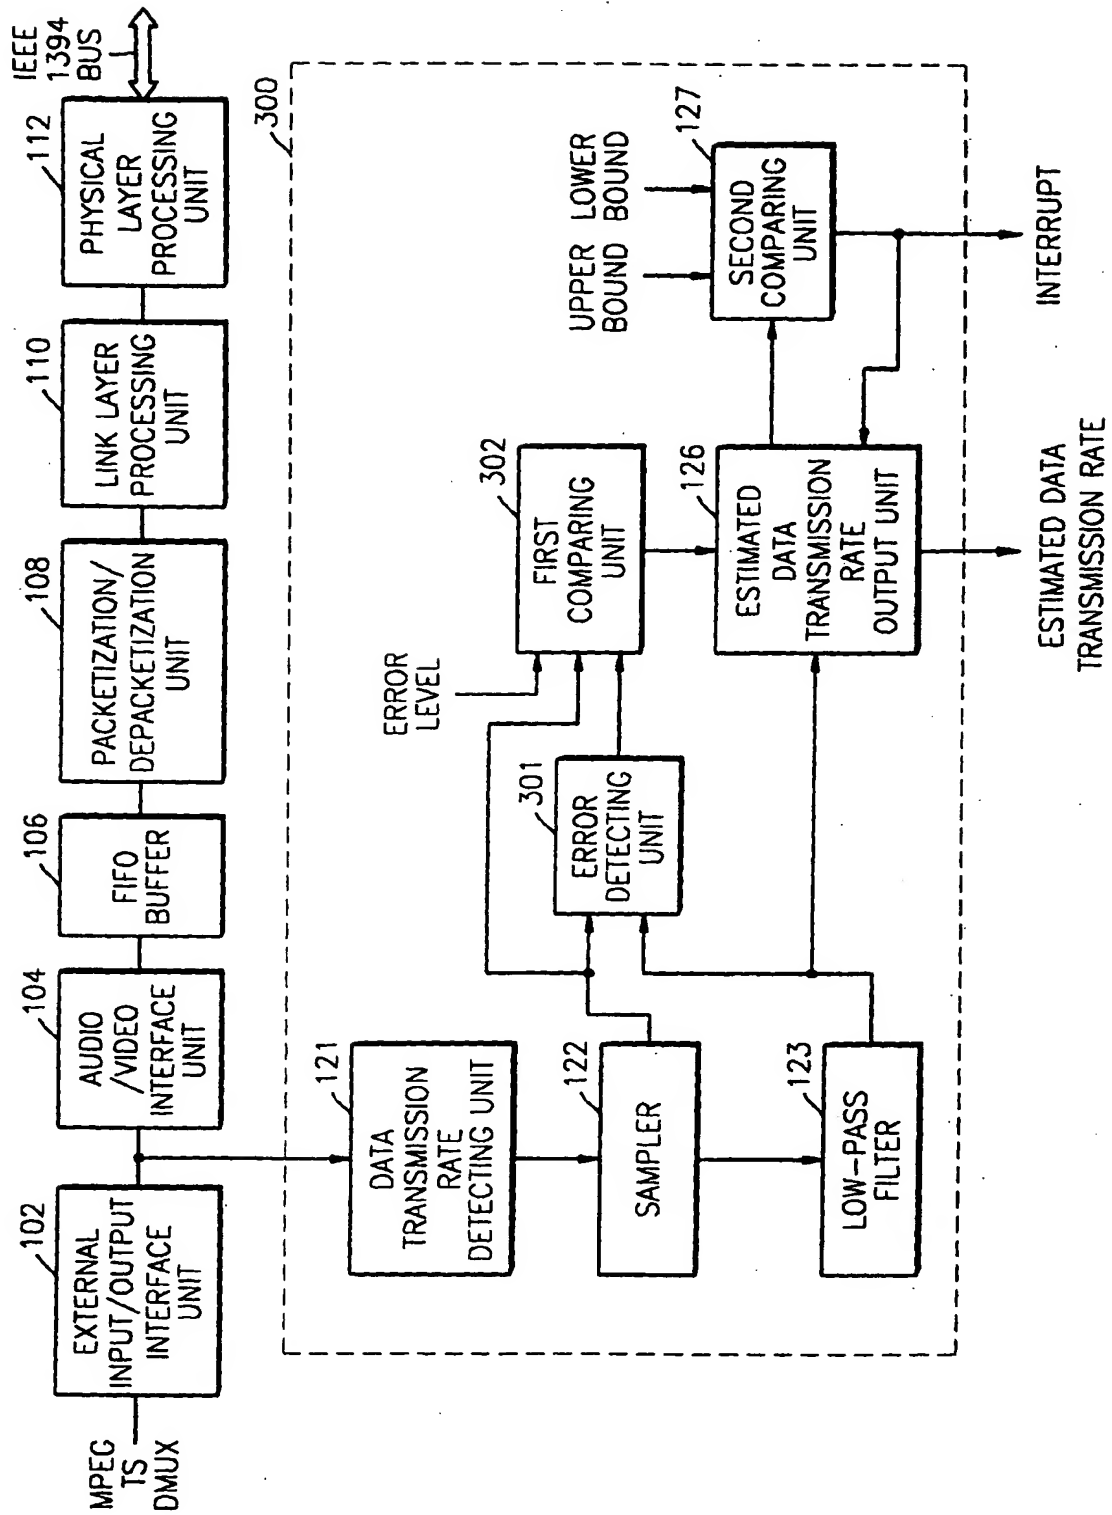 MPEG
TS
DMUX
102
EXTERNAL
INPUT/OUTPUT
INTERFACE
UNIT
104
AUDIO
/VIDEO
INTERFACE
UNIT
106
FIFO
BUFFER
108
PACKETIZATION/
DEPACKETIZATION
UNIT
110
LINK LAYER
PROCESSING
UNIT
112
PHYSICAL
LAYER
PROCESSING
UNIT
IEEE
1394
BUS
300
121
DATA
TRANSMISSION
RATE
DETECTING UNIT
122
SAMPLER
123
LOW-PASS
FILTER
301
ERROR
DETECTING
UNIT
ERROR
LEVEL
302
FIRST
COMPARING
UNIT
126
ESTIMATED
DATA
TRANSMISSION
RATE
OUTPUT UNIT
UPPER
BOUND
LOWER
BOUND
127
SECOND
COMPARING
UNIT
ESTIMATED DATA
TRANSMISSION RATE
INTERRUPT